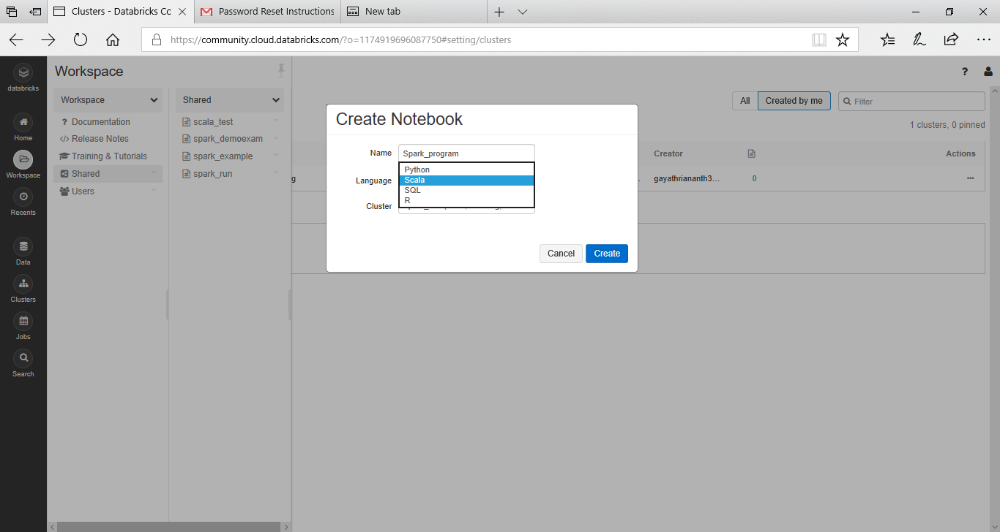 Clusters - Databricks Cc
Password Reset Instructions
New tab
https://community.cloud.databricks.com/?o=1174919696087750#setting/clusters
databricks
Home
Workspace
Recents
Data
Clusters
Jobs
Search
Workspace
Workspace
? Documentation
</> Release Notes
Training & Tutorials
Shared
Users
Shared
scala_test
spark_demoexam
spark_example
spark_run
?
All
Created by me
Filter
1 clusters, 0 pinned
Creator
Actions
g
...
gayathriananth3...
0
Create Notebook
Name
Spark_program
Language
Python
Scala
SQL
R
Cluster
Cancel
Create